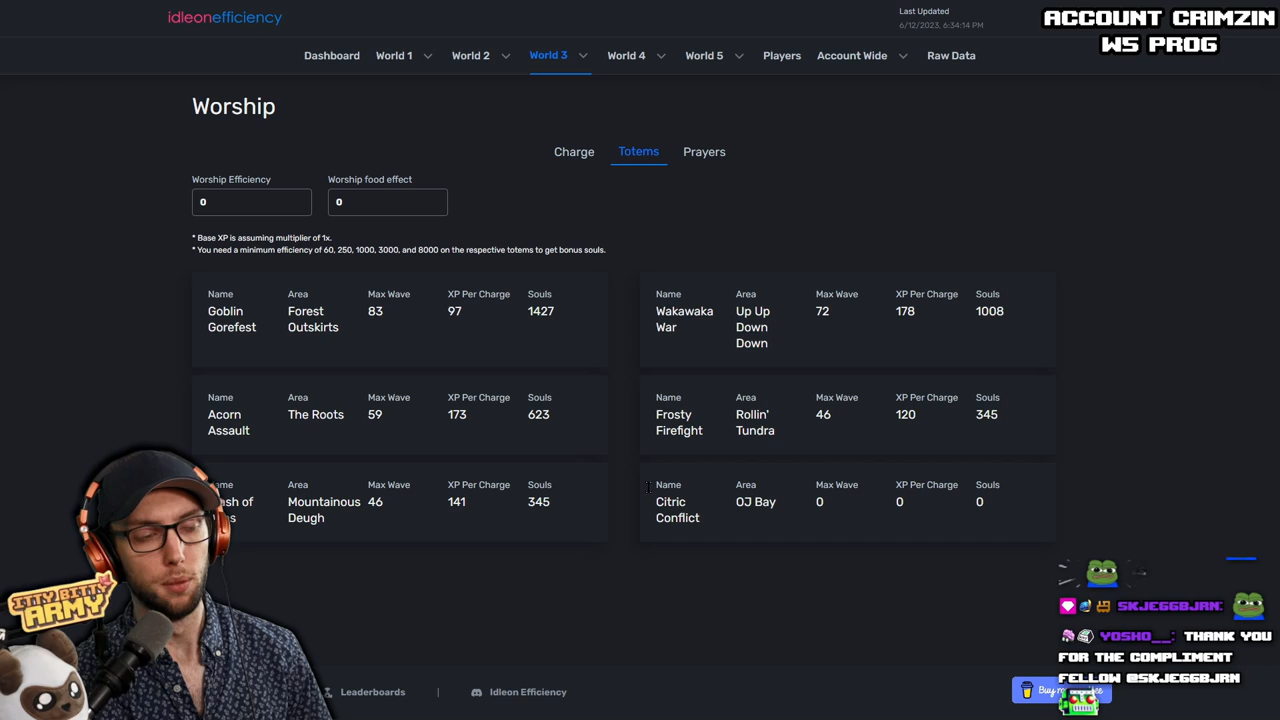 idleonefficiency
Last Updated
6/12/2023, 6:34:14 PM
ACCOUNT CRIMZIN
W5 PROG
Dashboard World 1 World 2 World 3 World 4 World 5 Players Account Wide Raw Data
Worship
Charge Totems Prayers
Worship Efficiency Worship food effect
0 0
* Base XP is assuming multiplier of 1x.
* You need a minimum efficiency of 60, 250, 1000, 3000, and 8000 on the respective totems to get bonus souls.
Name Area Max Wave XP Per Charge Souls
Goblin Forest 83 97 1427
Gorefest Outskirts
Name Area Max Wave XP Per Charge Souls
Wakawaka Up Up 72 178 1008
War Down
Down
Name Area Max Wave XP Per Charge Souls
Acorn The Roots 59 173 623
Assault
Name Area Max Wave XP Per Charge Souls
Frosty Rollin' 46 120 345
Firefight Tundra
Area Max Wave XP Per Charge Souls
of Mountainous 46 141 345
Deugh
Name Area Max Wave XP Per Charge Souls
Citric OJ Bay 0 0 0
Conflict
ITTY BITTY
ARMY
SKJEGGBJRN:
YOSHO__: THANK YOU
FOR THE COMPLIMENT
FELLOW @SKJEGGBJRN
Leaderboards | Idleon Efficiency
Buy